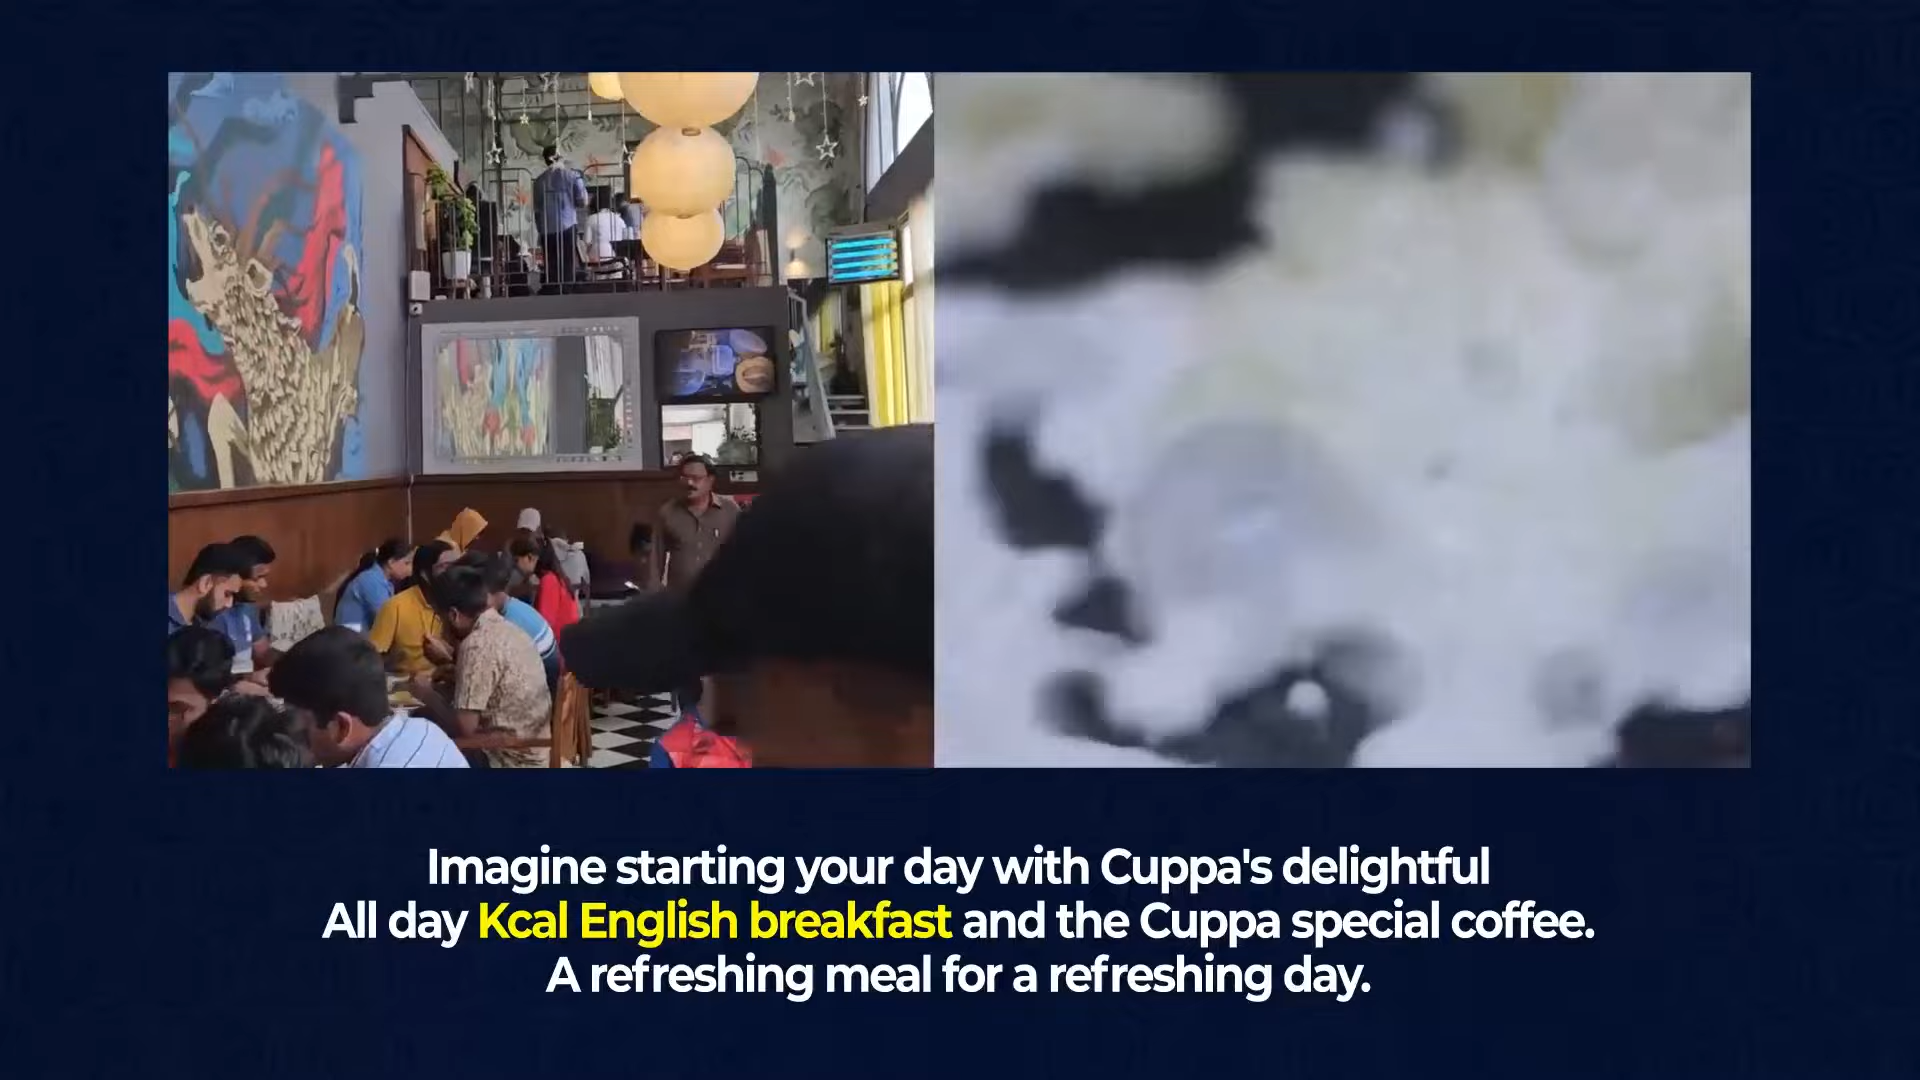 Imagine starting your day with Cuppa's delightful
All day Kcal English breakfast and the Cuppa special coffee.
A refreshing meal for a refreshing day.